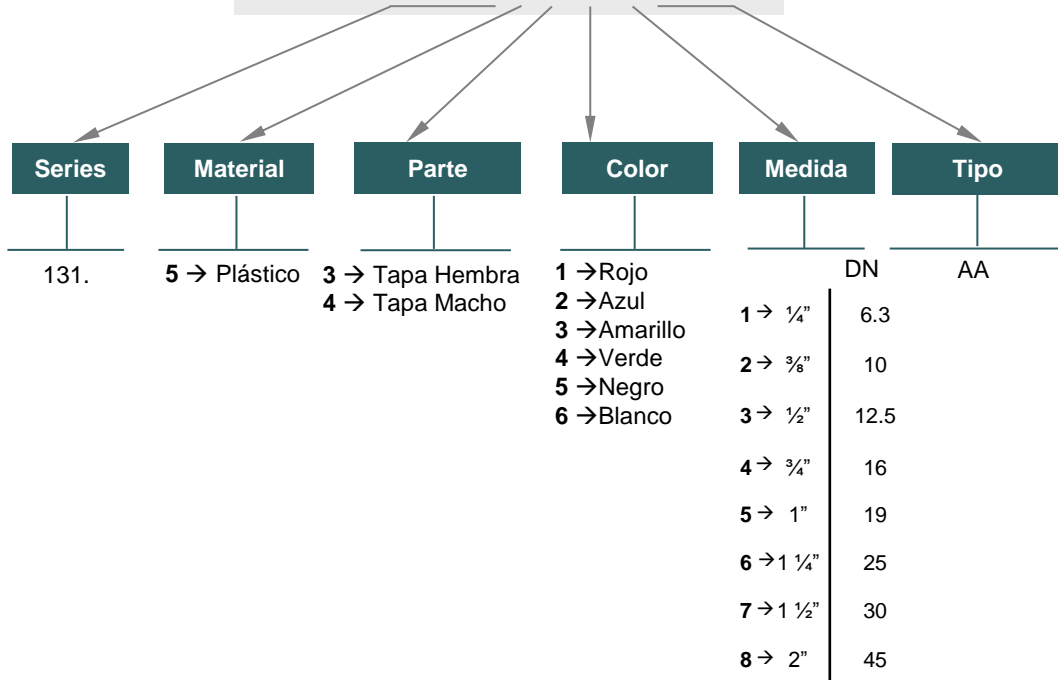 Series
Material
Parte
Color
Medida
Tipo
131.
5 → Plástico
3 → Tapa Hembra
4 → Tapa Macho
1 →Rojo
2 →Azul
3 →Amarillo
4 →Verde
5 →Negro
6 →Blanco
DN
1 → ¼” 6.3
2 → ⅜” 10
3 → ½” 12.5
4 → ¾” 16
5 → 1” 19
6 →1 ¼” 25
7 →1 ½” 30
8 → 2” 45
AA